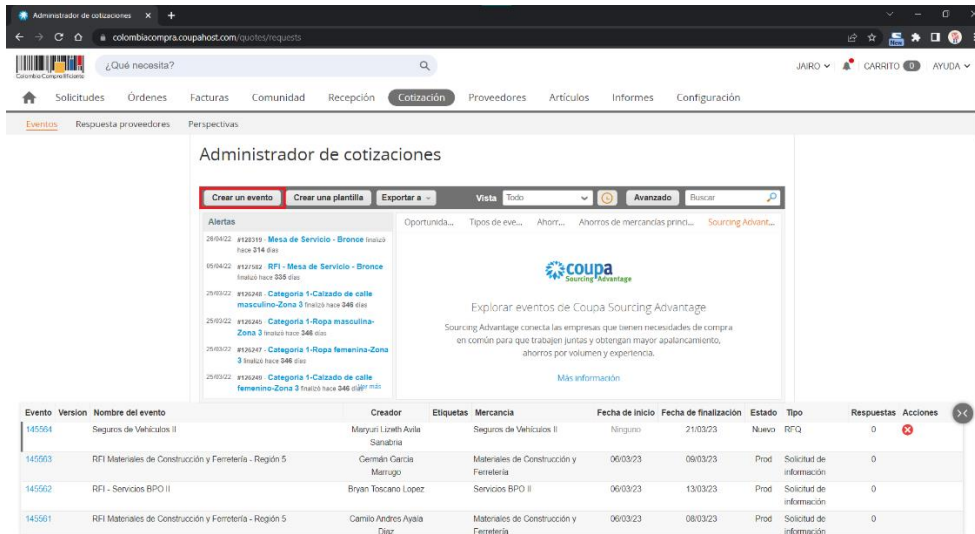 Administrador de cotizaciones
colombiacompra.coupahost.com/quotes/requests
New
Colombia Compra Eficiente
¿Qué necesita?
JAIRO
CARRITO 0
AYUDA
Solicitudes Órdenes Facturas Comunidad Recepción Cotización Proveedores Artículos Informes Configuración
Eventos Respuesta proveedores Perspectivas
Administrador de cotizaciones
Crear un evento Crear una plantilla Exportar a Vista Todo Avanzado Buscar
Alertas
Oportunida... Tipos de eve... Ahorr... Ahorros de mercancías princi... Sourcing Advant...
#128319 - Mesa de Servicio - Bronce finalizó
hace 314 días
05/04/22 #127582 - RFI - Mesa de Servicio - Bronce
finalizó hace 335 días
25/03/22 #126248 - Categoria 1-Calzado de calle
masculino-Zona 3 finalizó hace 346 días
25/03/22 #126245 - Categoria 1-Ropa masculina-
Zona 3 finalizó hace 346 días
25/03/22 #126247 - Categoria 1-Ropa femenina-Zona
3 finalizó hace 346 días
25/03/22 #126249 - Categoria 1-Calzado de calle
femenino-Zona 3 finalizó hace 346 días
Ver más
coupa
Sourcing Advantage
Explorar eventos de Coupa Sourcing Advantage
Sourcing Advantage conecta las empresas que tienen necesidades de compra
en común para que trabajen juntas y obtengan mayor apalancamiento,
ahorros por volumen y experiencia.
Más información
Evento Version Nombre del evento Creador Etiquetas Mercancía Fecha de inicio Fecha de finalización Estado Tipo Respuestas Acciones
145564 Seguros de Vehículos II Maryuri Lizeth Avila Sanabria Seguros de Vehículos II Ninguno 21/03/23 Nuevo RFQ 0
145563 RFI Materiales de Construcción y Ferretería - Región 5 Germán García Marrugo Materiales de Construcción y Ferretería 06/03/23 09/03/23 Prod Solicitud de información 0
145562 RFI - Servicios BPO II Bryan Toscano Lopez Servicios BPO II 06/03/23 13/03/23 Prod Solicitud de información 0
145561 RFI Materiales de Construcción y Ferretería - Región 5 Camilo Andres Ayala Diaz Materiales de Construcción y Ferretería 06/03/23 08/03/23 Prod Solicitud de información 0